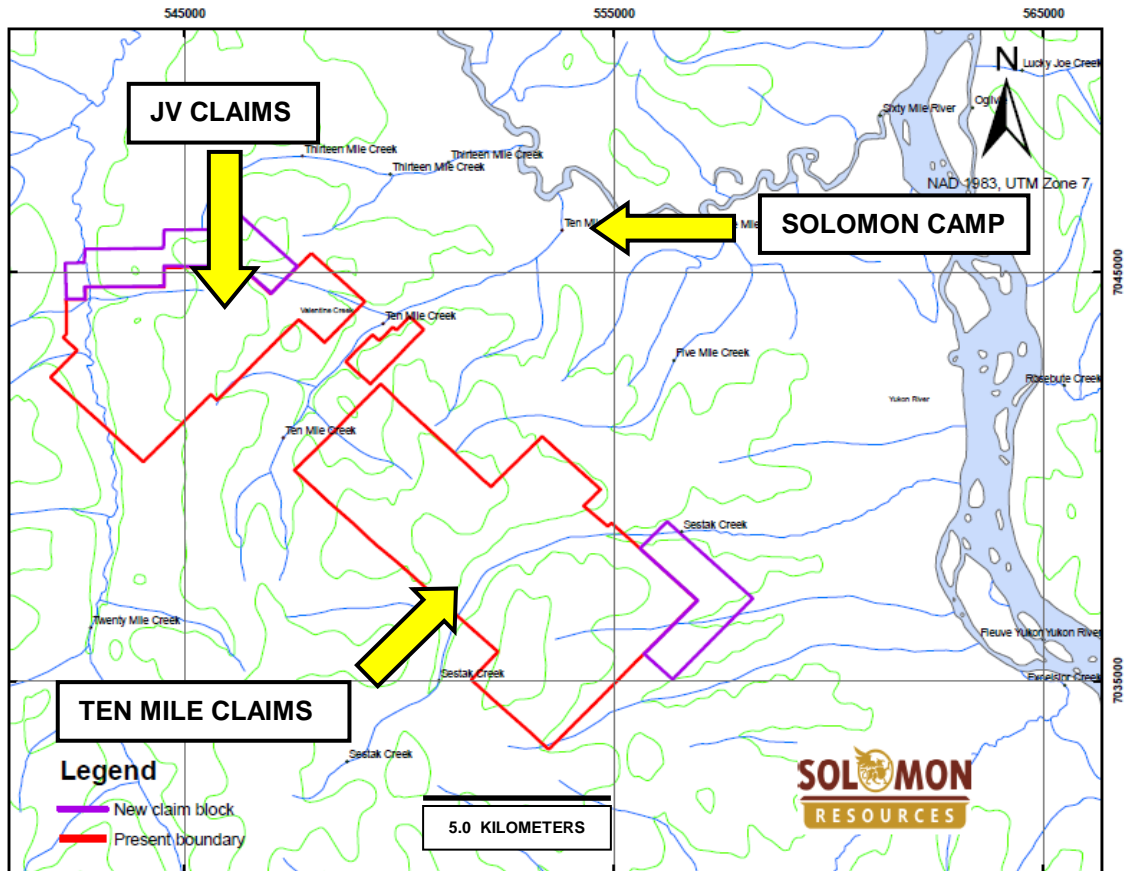 545000
555000
565000
N
Lucky Joe Creek
JV CLAIMS
Sixty Mile River
Thirteen Mile Creek
Thirteen Mile Creek
Thirteen Mile Creek
NAD 1983, UTM Zone 7
SOLOMON CAMP
Ten
7045000
Valentine Creek
Ten Mile Creek
Five Mile Creek
Rosebute Creek
Yukon River
Ten Mile Creek
Sestak Creek
Twenty Mile Creek
Fleuve Yukon Yukon River
Sestak Creek
Excelsior Creek
7035000
TEN MILE CLAIMS
Sestak Creek
Legend
New claim block
Present boundary
5.0 KILOMETERS
SOLOMON
RESOURCES